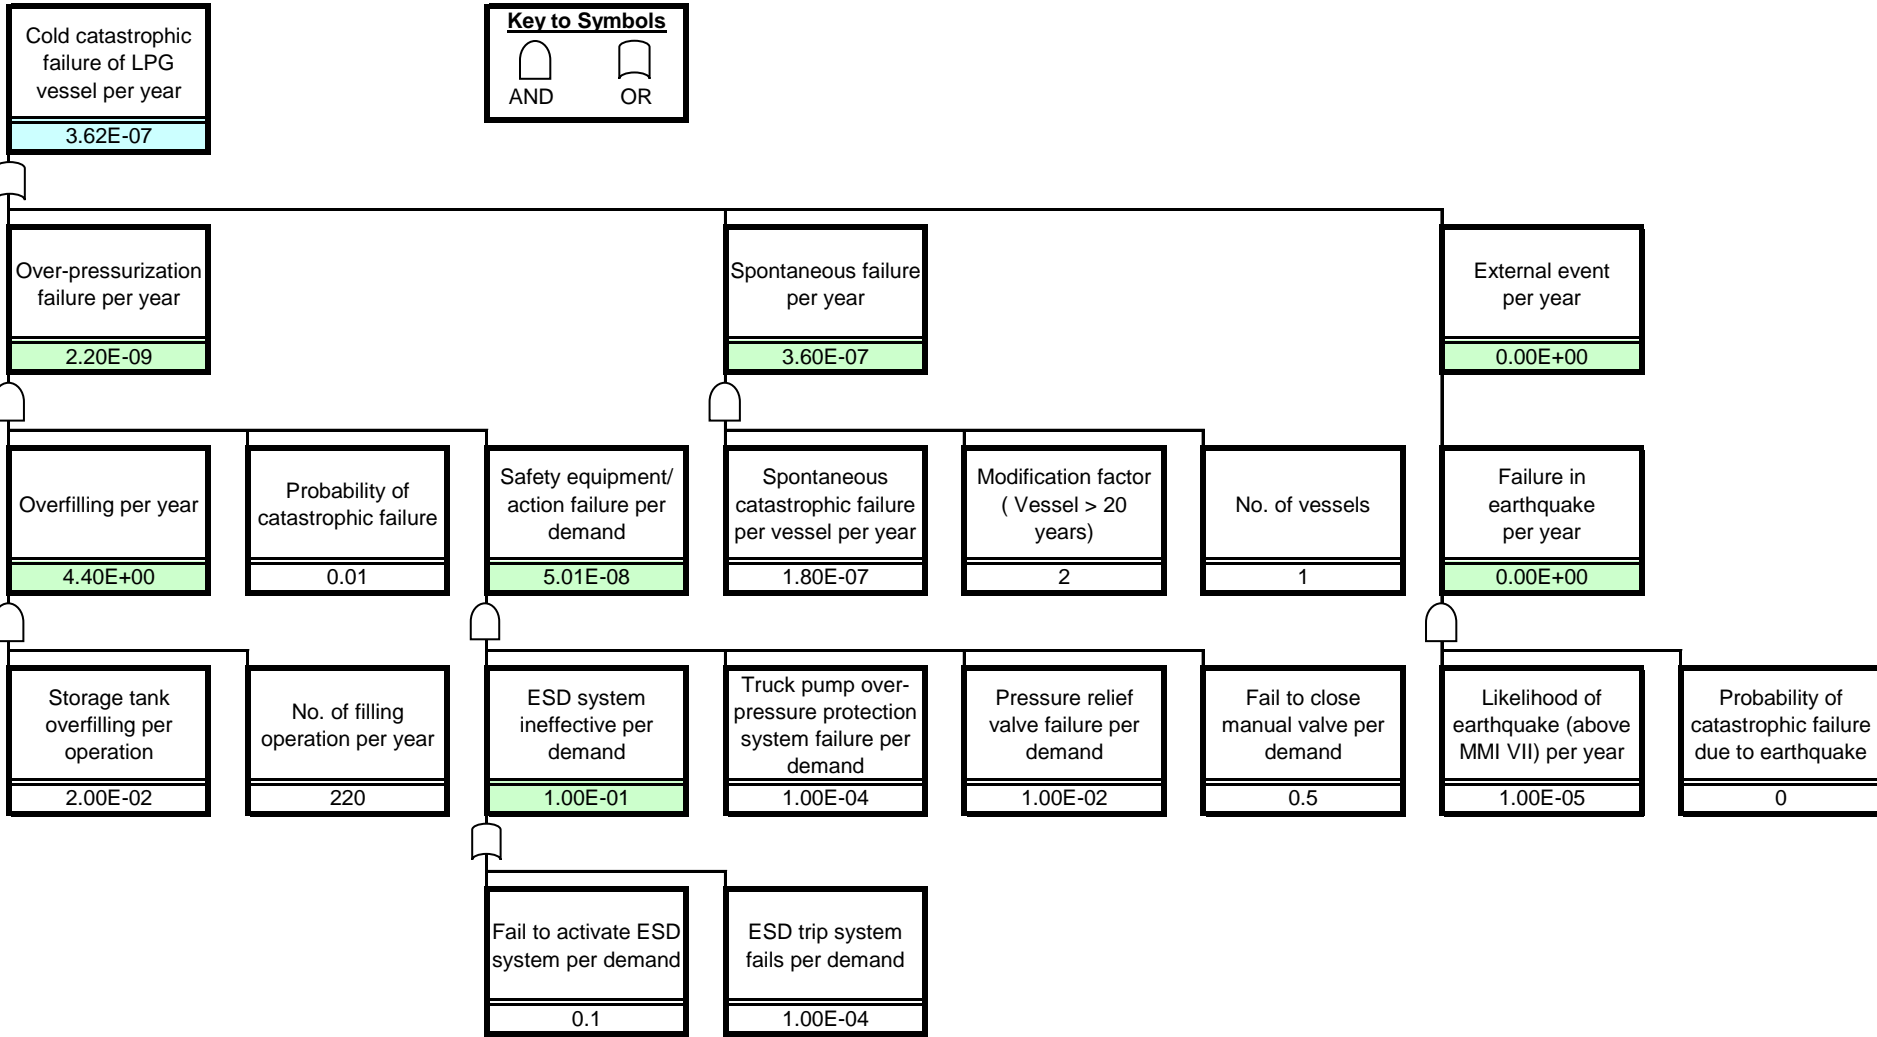 Cold catastrophic
failure of LPG
vessel per year
3.62E-07
Key to Symbols
AND
OR
Over-pressurization
failure per year
2.20E-09
Spontaneous failure
per year
3.60E-07
External event
per year
0.00E+00
Overfilling per year
4.40E+00
Probability of
catastrophic failure
0.01
Safety equipment/
action failure per
demand
5.01E-08
Spontaneous
catastrophic failure
per vessel per year
1.80E-07
Modification factor
( Vessel > 20
years)
2
No. of vessels
1
Failure in
earthquake
per year
0.00E+00
Storage tank
overfilling per
operation
2.00E-02
No. of filling
operation per year
220
ESD system
ineffective per
demand
1.00E-01
Truck pump over-
pressure protection
system failure per
demand
1.00E-04
Pressure relief
valve failure per
demand
1.00E-02
Fail to close
manual valve per
demand
0.5
Likelihood of
earthquake (above
MMI VII) per year
1.00E-05
Probability of
catastrophic failure
due to earthquake
0
Fail to activate ESD
system per demand
0.1
ESD trip system
fails per demand
1.00E-04